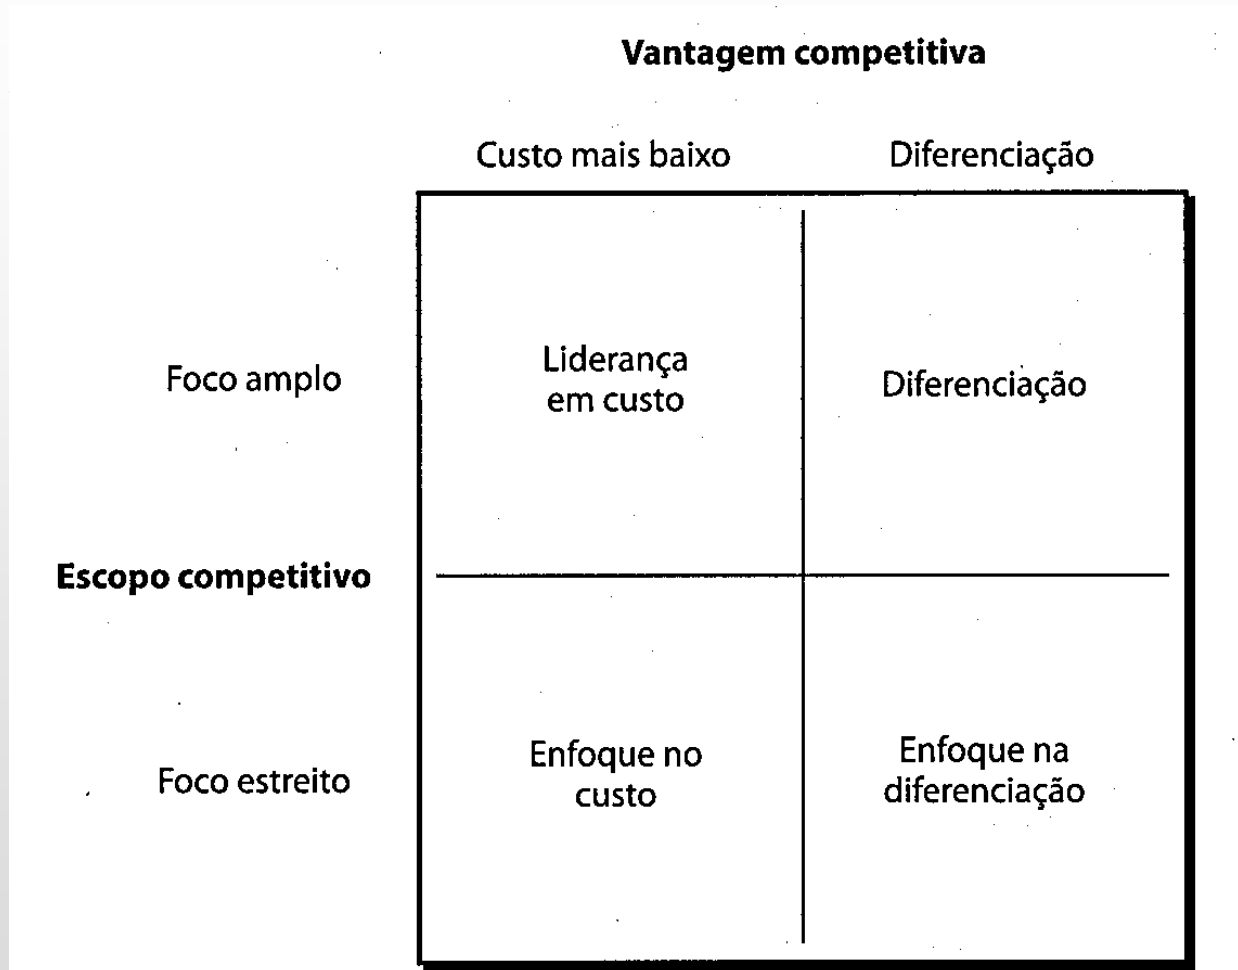 Vantagem competitiva
Custo mais baixo
Diferenciação
Foco amplo
Liderança
em custo
Diferenciação
Escopo competitivo
Foco estreito
Enfoque no
custo
Enfoque na
diferenciação